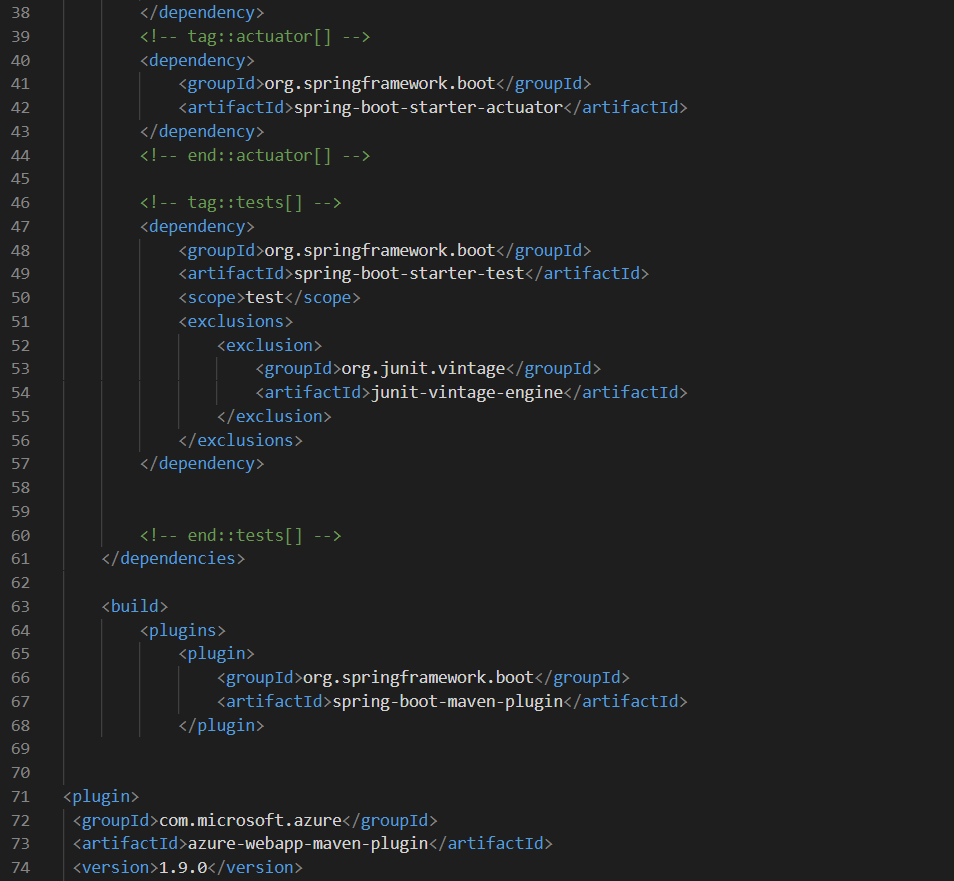 38         </dependency>
39         <!-- tag::actuator[] -->
40         <dependency>
41             <groupId>org.springframework.boot</groupId>
42             <artifactId>spring-boot-starter-actuator</artifactId>
43         </dependency>
44         <!-- end::actuator[] -->
45
46         <!-- tag::tests[] -->
47         <dependency>
48             <groupId>org.springframework.boot</groupId>
49             <artifactId>spring-boot-starter-test</artifactId>
50             <scope>test</scope>
51             <exclusions>
52                 <exclusion>
53                     <groupId>org.junit.vintage</groupId>
54                     <artifactId>junit-vintage-engine</artifactId>
55                 </exclusion>
56             </exclusions>
57         </dependency>
58
59
60         <!-- end::tests[] -->
61     </dependencies>
62
63     <build>
64         <plugins>
65             <plugin>
66                 <groupId>org.springframework.boot</groupId>
67                 <artifactId>spring-boot-maven-plugin</artifactId>
68             </plugin>
69
70
71 <plugin>
72  <groupId>com.microsoft.azure</groupId>
73  <artifactId>azure-webapp-maven-plugin</artifactId>
74  <version>1.9.0</version>